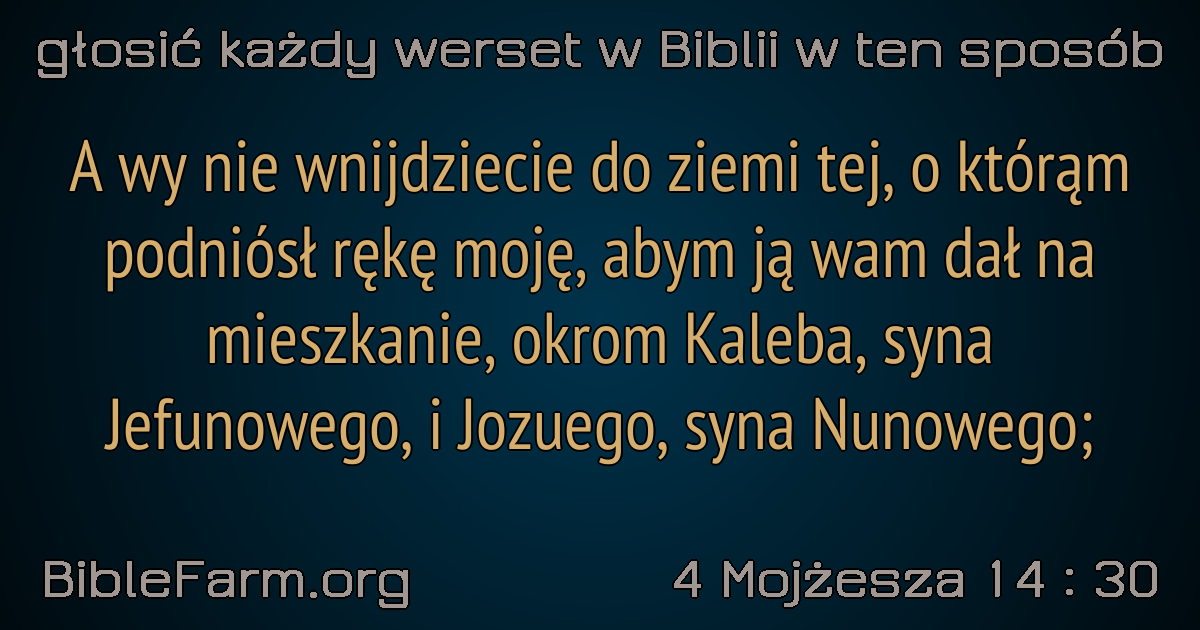 głosić każdy werset w Biblii w ten sposób
A wy nie wnijdziecie do ziemi tej, o którąm
podniósł rękę moję, abym ją wam dał na
mieszkanie, okrom Kaleba, syna
Jefunowego, i Jozuego, syna Nunowego;
BibleFarm.org
4 Mojżesza 14 : 30